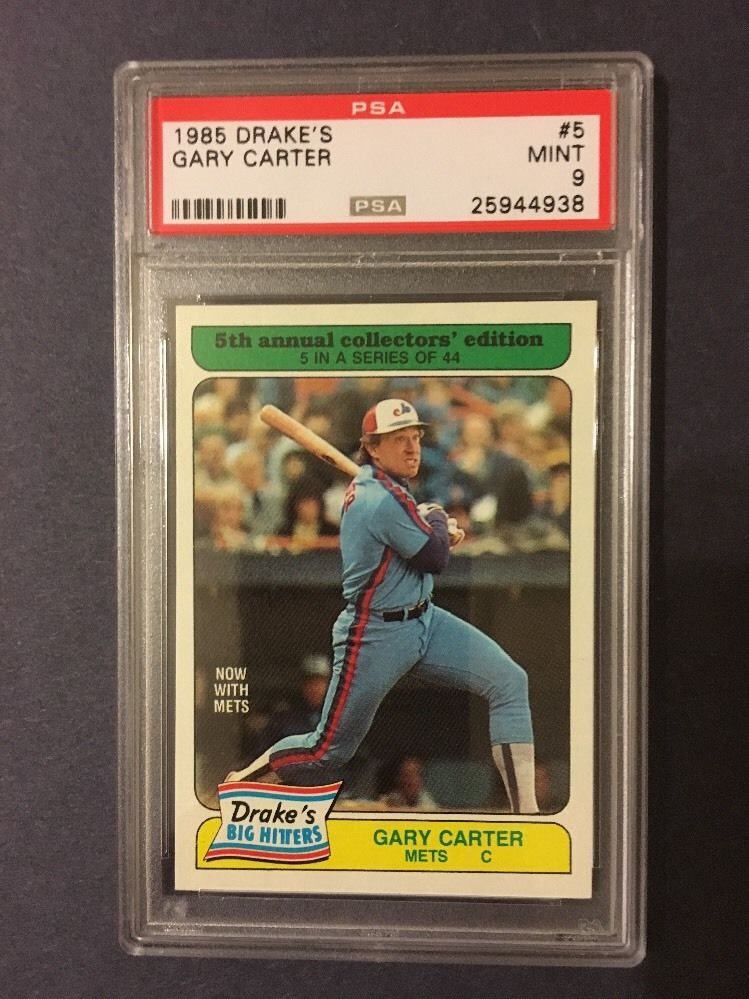 PSA
1985 DRAKE'S #5
GARY CARTER MINT
9
PSA 25944938
5th annual collectors' edition
5 IN A SERIES OF 44
NOW
WITH
METS
Drake's
BIG HITTERS
GARY CARTER
METS C